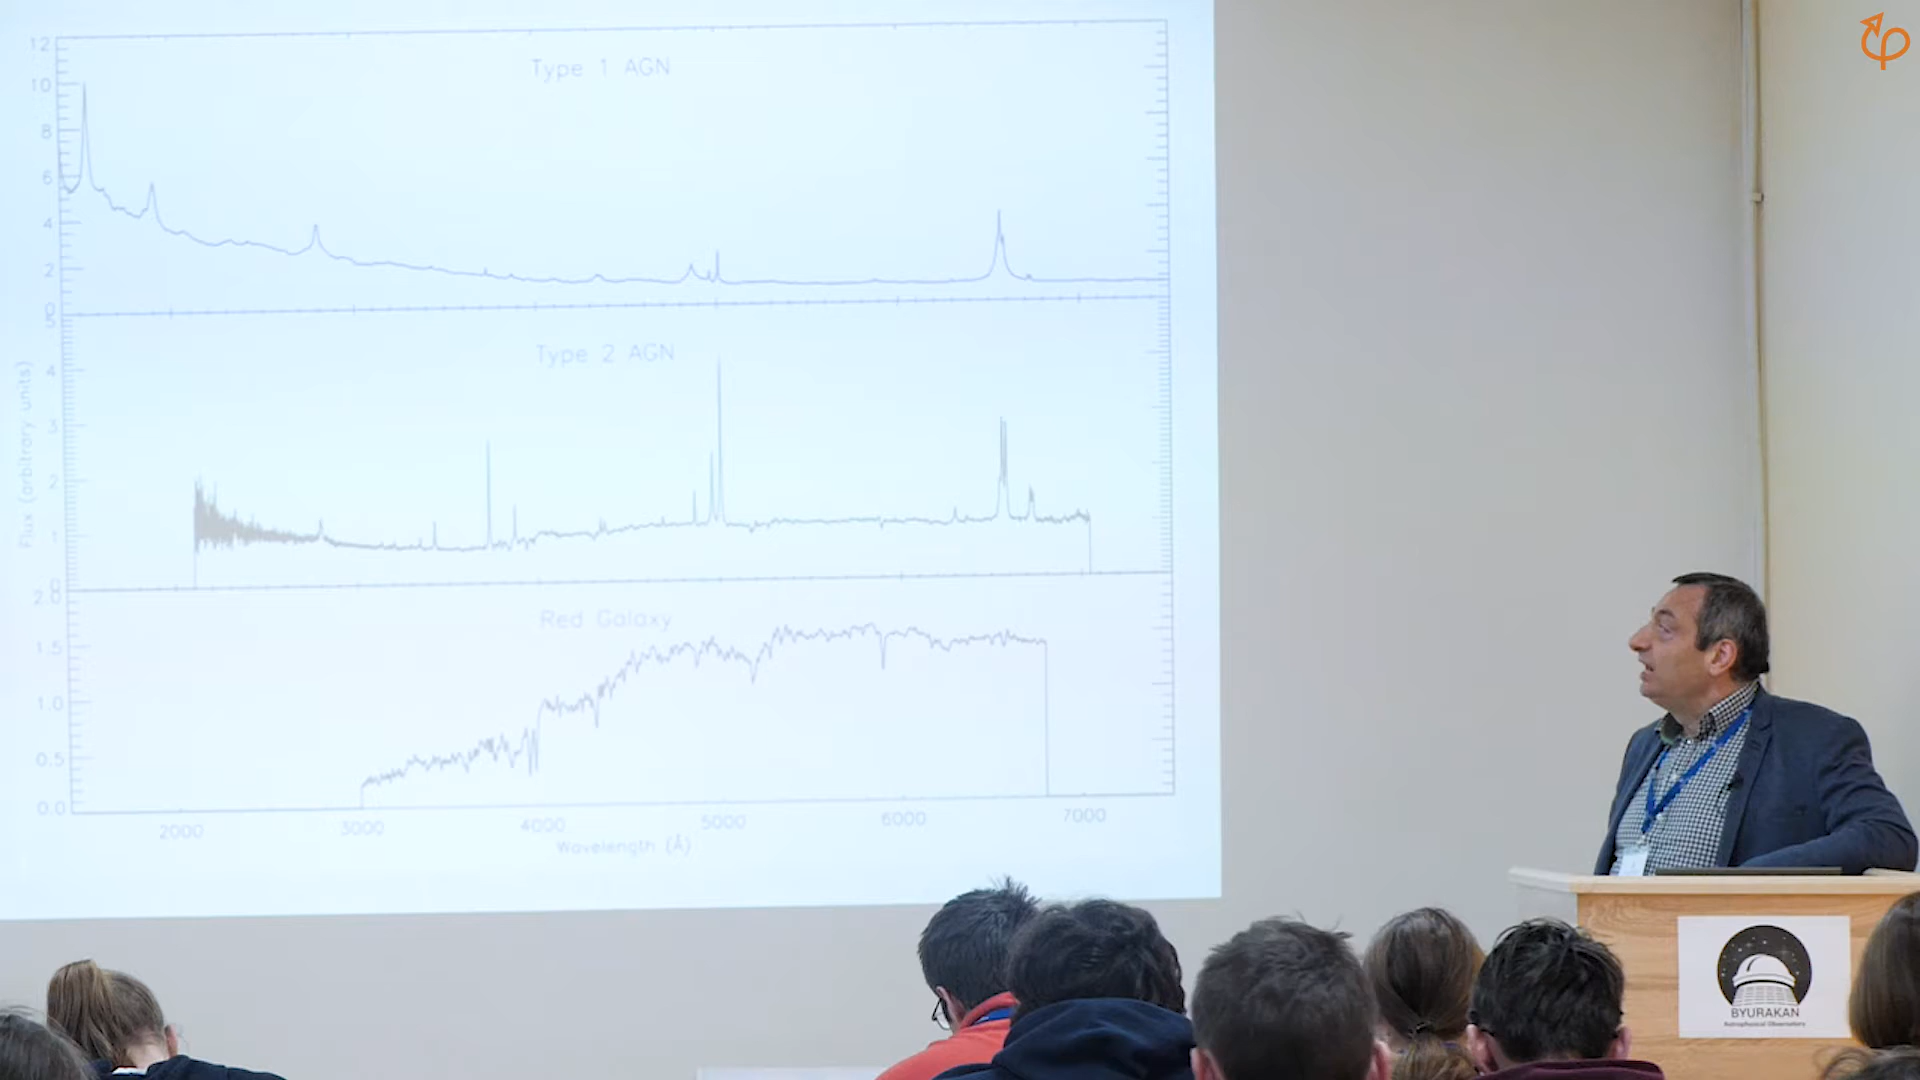 12
Type 1 AGN
10
8
6
4
2
0
5
Type 2 AGN
4
3
2
1
0
Flux (arbitrary units)
2.0
Red Galaxy
1.5
1.0
0.5
0.0
2000 3000 4000 5000 6000 7000
Wavelength (Å)
BYURAKAN
Astrophysical Observatory